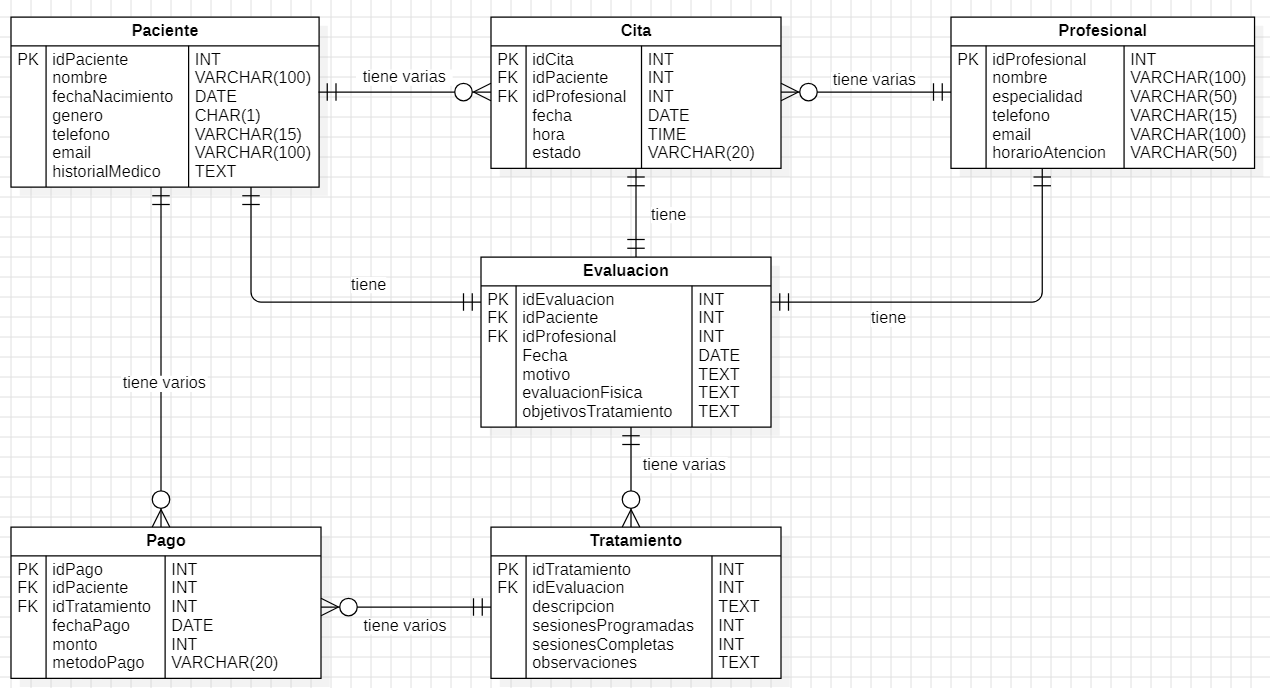 Paciente
PK idPaciente INT
nombre VARCHAR(100)
fechaNacimiento DATE
genero CHAR(1)
telefono VARCHAR(15)
email VARCHAR(100)
historialMedico TEXT
tiene varias
Cita
PK idCita INT
FK idPaciente INT
FK idProfesional INT
fecha DATE
hora TIME
estado VARCHAR(20)
tiene varias
Profesional
PK idProfesional INT
nombre VARCHAR(100)
especialidad VARCHAR(50)
telefono VARCHAR(15)
email VARCHAR(100)
horarioAtencion VARCHAR(50)
tiene
tiene
Evaluacion
PK idEvaluacion INT
FK idPaciente INT
FK idProfesional INT
Fecha DATE
motivo TEXT
evaluacionFisica TEXT
objetivosTratamiento TEXT
tiene
tiene varios
tiene varias
Pago
PK idPago INT
FK idPaciente INT
FK idTratamiento INT
fechaPago DATE
monto INT
metodoPago VARCHAR(20)
tiene varios
Tratamiento
PK idTratamiento INT
FK idEvaluacion INT
descripcion TEXT
sesionesProgramadas INT
sesionesCompletas INT
observaciones TEXT